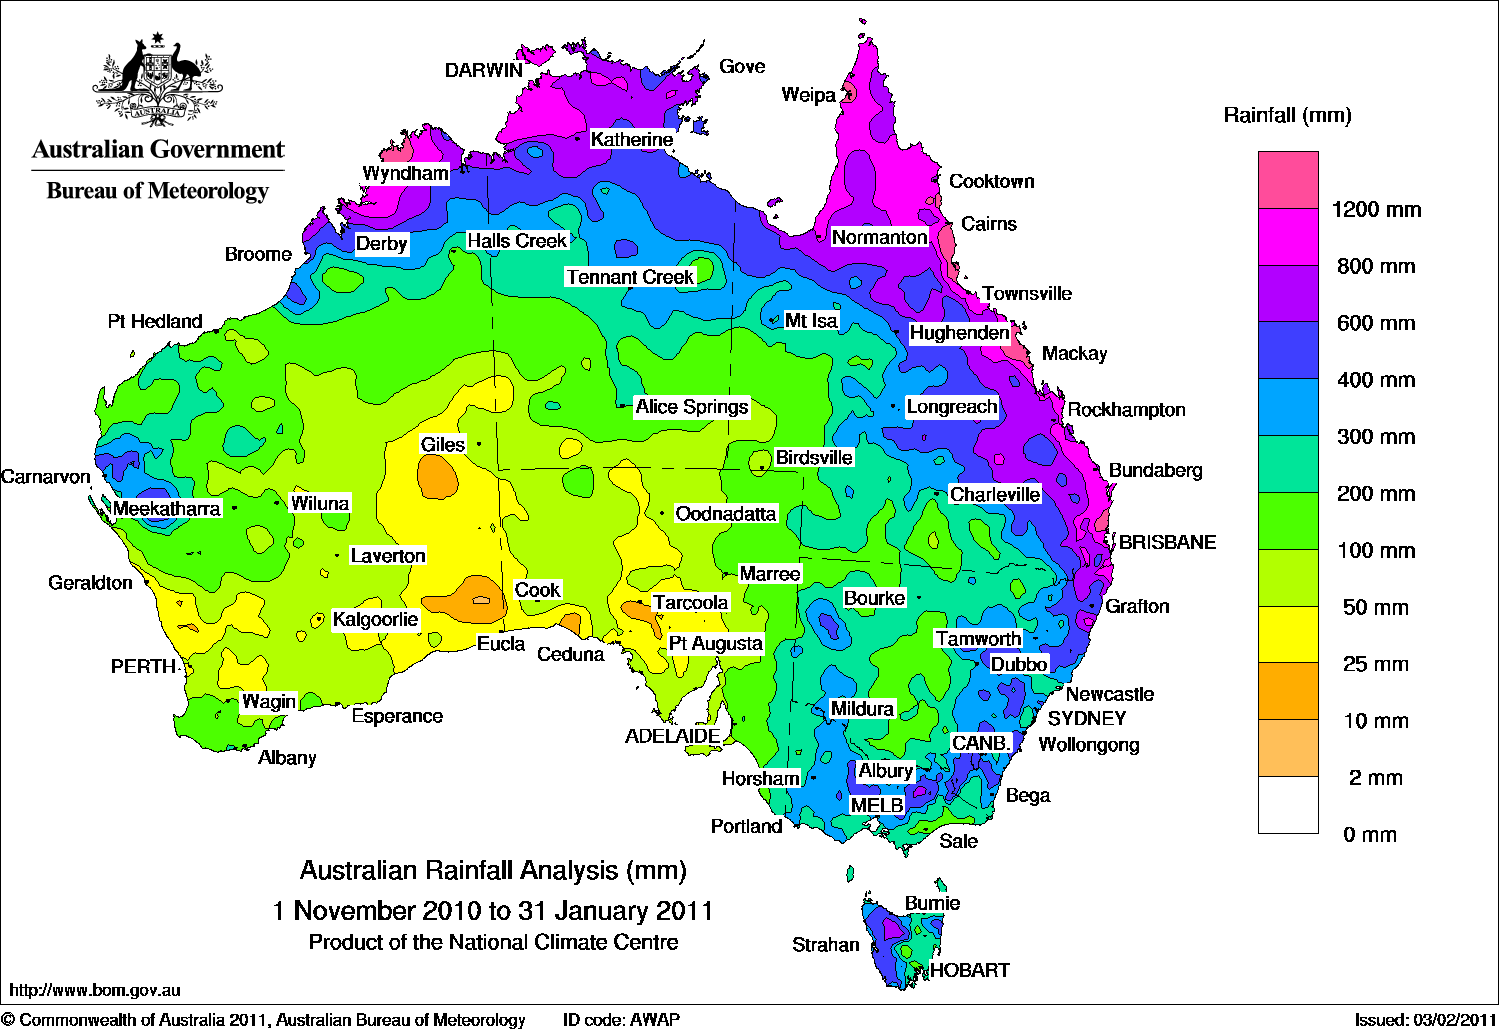 AUSTRALIA
Australian Government
Bureau of Meteorology
DARWIN
Gove
Weipa
Katherine
Wyndham
Cooktown
Cairns
Normanton
Broome
Derby
Halls Creek
Tennant Creek
Townsville
Pt Hedland
Mt Isa
Hughenden
Mackay
Alice Springs
Longreach
Rockhampton
Giles
Birdsville
Carnarvon
Bundaberg
Meekatharra
Wiluna
Charleville
Oodnadatta
BRISBANE
Laverton
Geraldton
Marree
Cook
Tarcoola
Bourke
Grafton
Kalgoorlie
Eucla
Ceduna
Pt Augusta
Tamworth
Dubbo
PERTH
Wagin
Esperance
Newcastle
Mildura
SYDNEY
ADELAIDE
CANB.
Wollongong
Albany
Horsham
Albury
MELB
Bega
Portland
Sale
Burnie
Strahan
HOBART
Rainfall (mm)
1200 mm
800 mm
600 mm
400 mm
300 mm
200 mm
100 mm
50 mm
25 mm
10 mm
2 mm
0 mm
Australian Rainfall Analysis (mm)
1 November 2010 to 31 January 2011
Product of the National Climate Centre
http://www.bom.gov.au
© Commonwealth of Australia 2011, Australian Bureau of Meteorology
ID code: AWAP
Issued: 03/02/2011